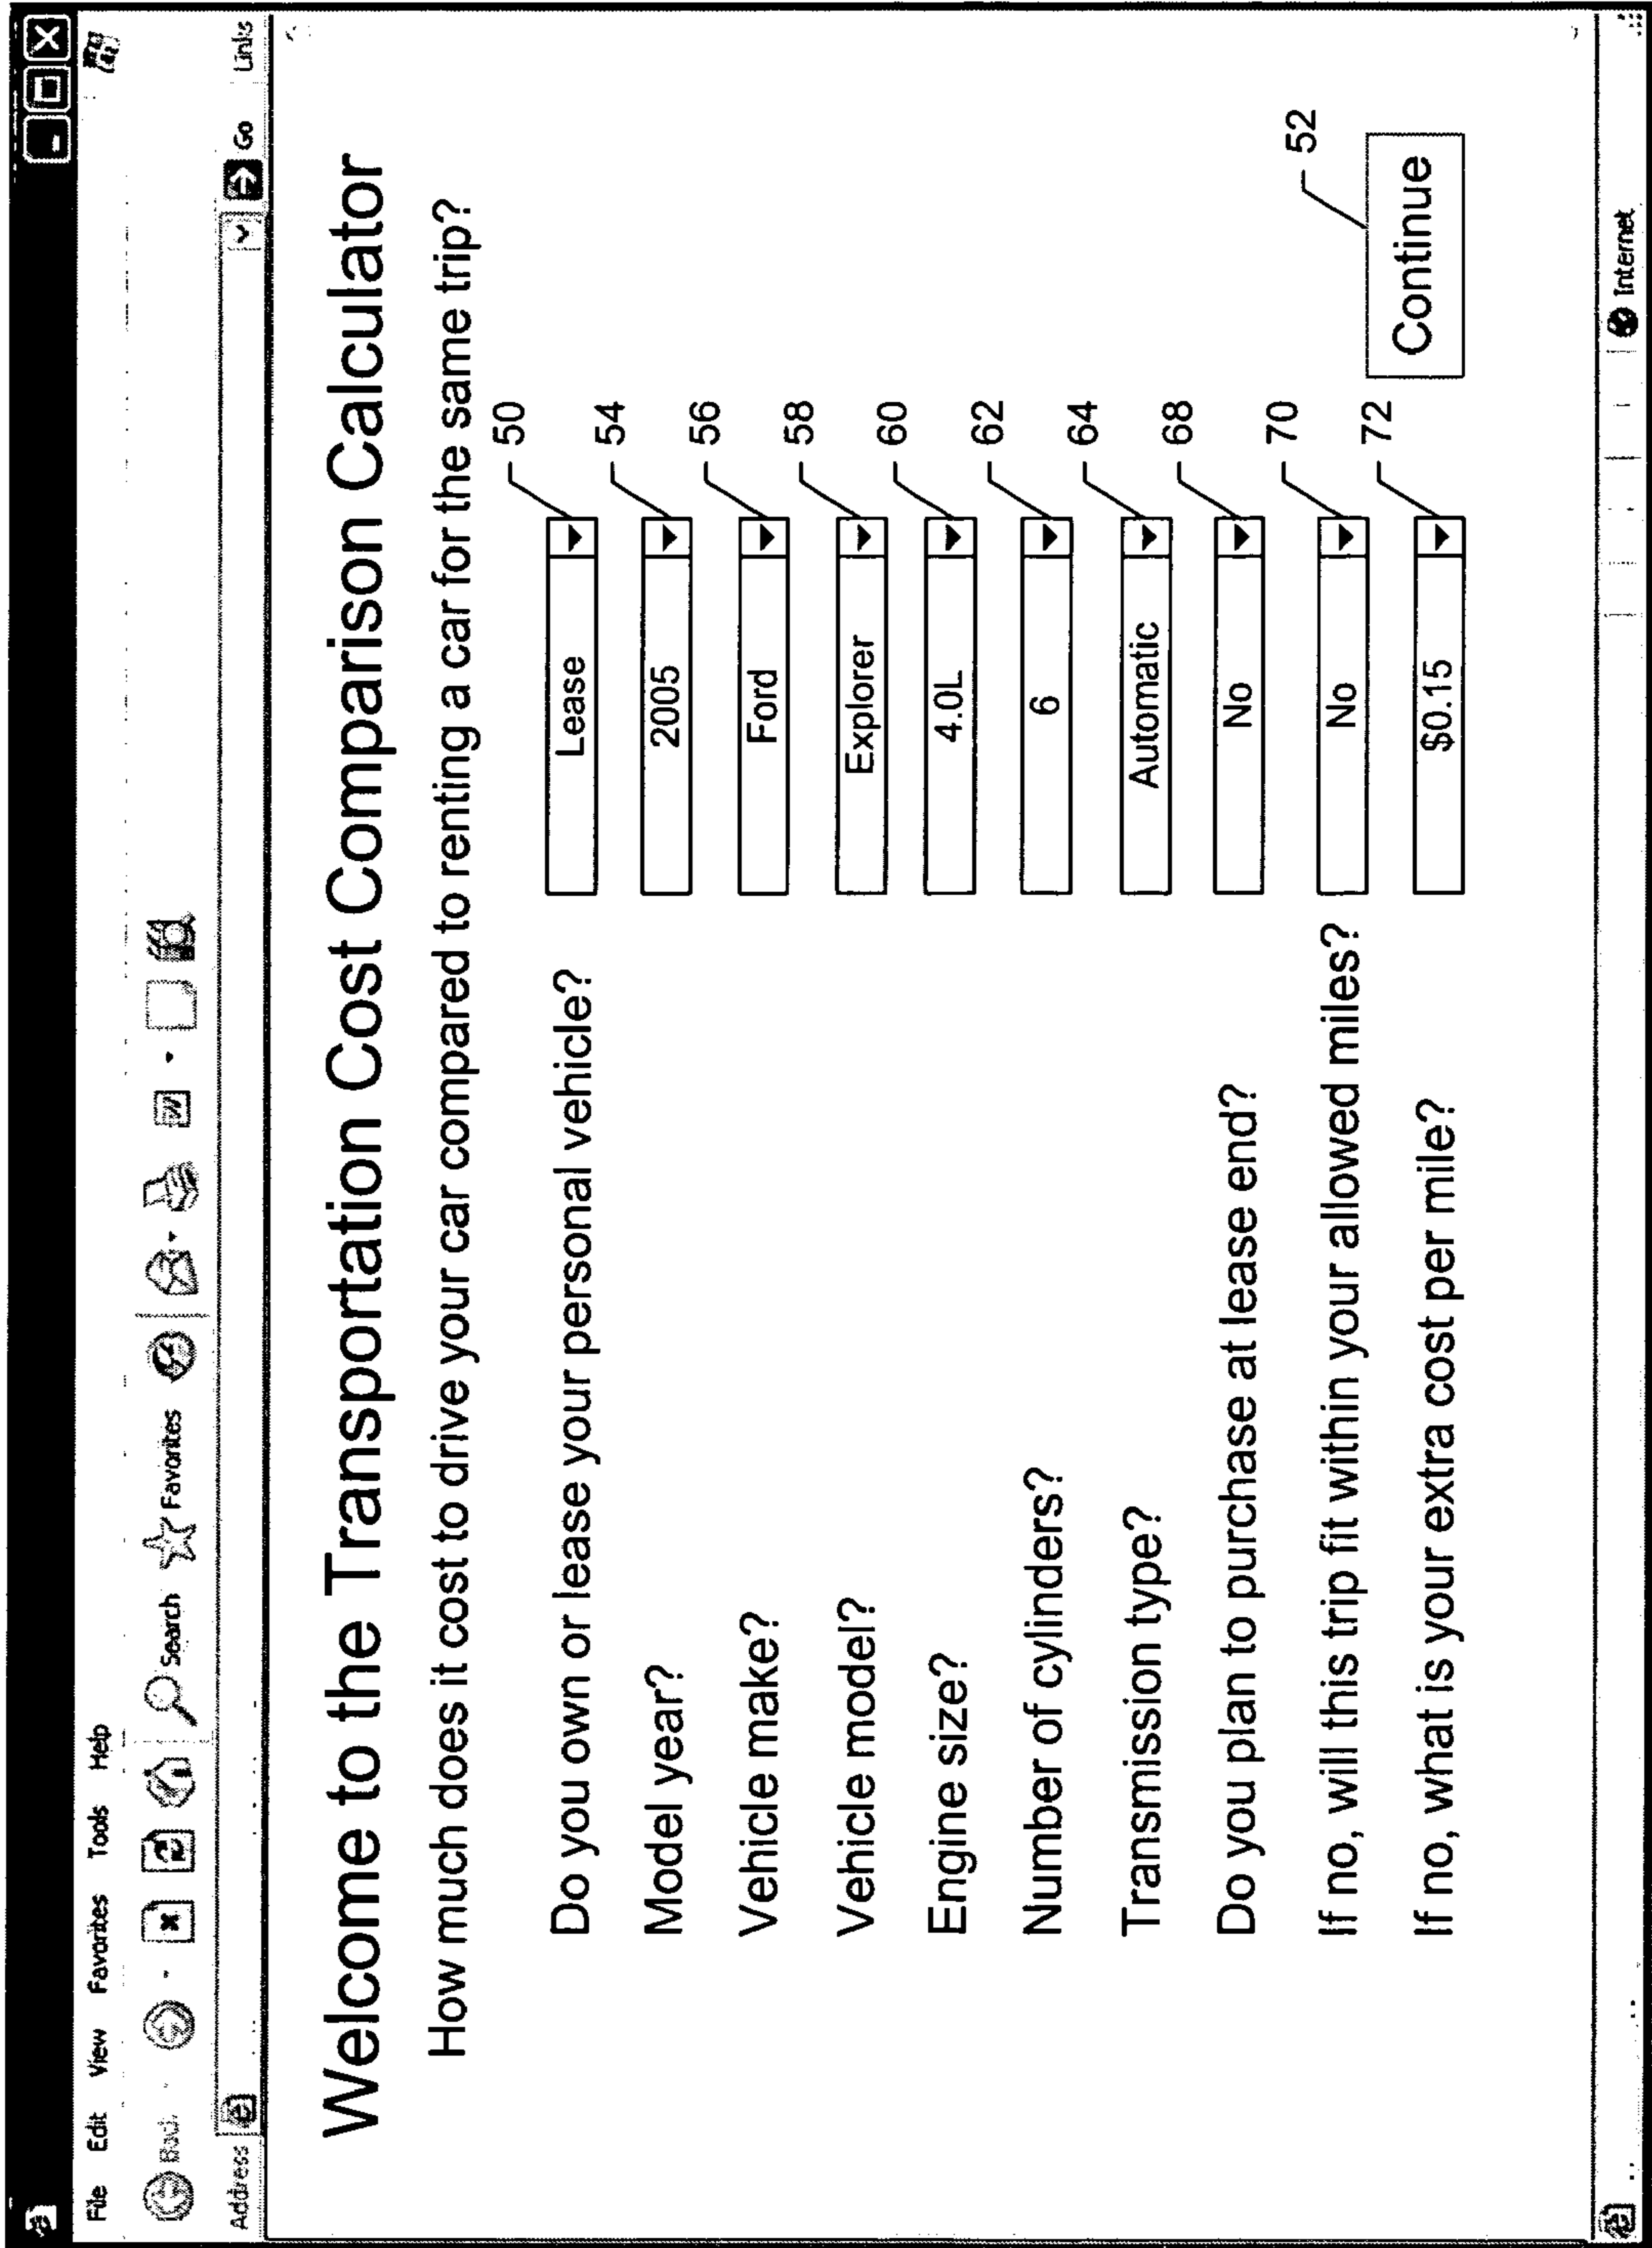 File Edit View Favorites Tools Help
Back Search Favorites
Address Go Links
Welcome to the Transportation Cost Comparison Calculator
How much does it cost to drive your car compared to renting a car for the same trip?
Do you own or lease your personal vehicle? Lease 50
Model year? 2005 54
Vehicle make? Ford 56
Vehicle model? Explorer 58
Engine size? 4.0L 60
Number of cylinders? 6 62
Transmission type? Automatic 64
Do you plan to purchase at lease end? No 68
If no, will this trip fit within your allowed miles? No 70
If no, what is your extra cost per mile? $0.15 72
Continue 52
Internet